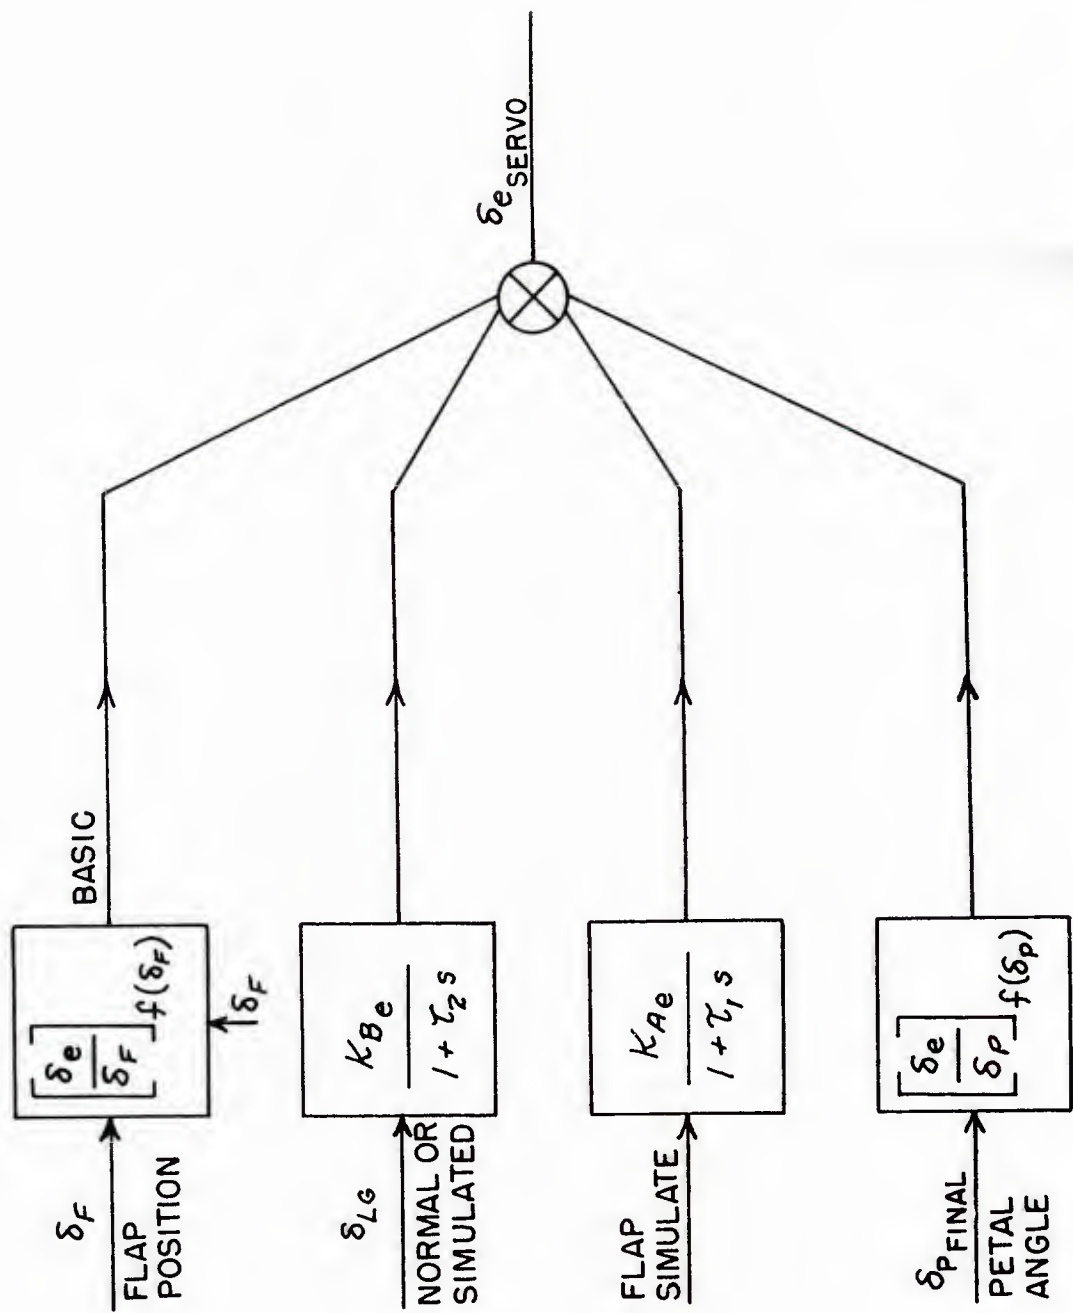 δF
FLAP
POSITION
[δe/δF] f(δF)
δF
BASIC
δLG
NORMAL OR
SIMULATED
KBe
1 + τ2 s
FLAP
SIMULATE
KAe
1 + τ1 s
δP FINAL
PETAL
ANGLE
[δe/δP] f(δP)
δe SERVO